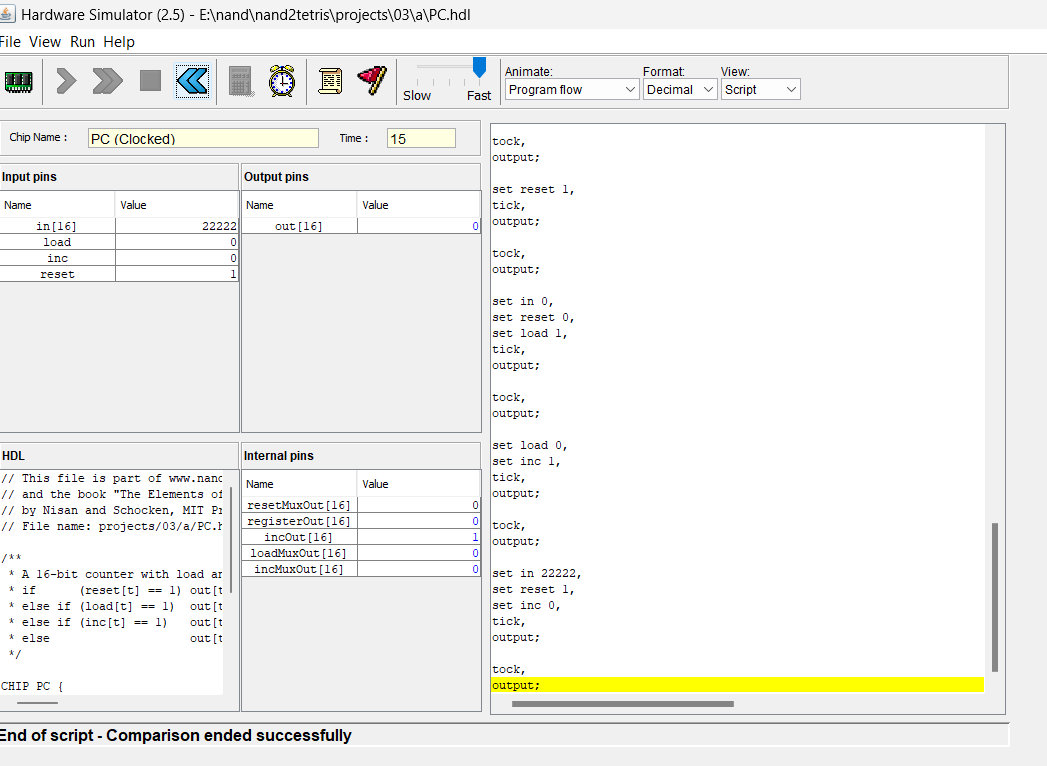 Hardware Simulator (2.5) - E:\nand\nand2tetris\projects\03\a\PC.hdl
File View Run Help
Slow Fast
Animate: Format: View:
Program flow Decimal Script
Chip Name : PC (Clocked) Time : 15
Input pins
Name Value
in[16] 22222
load 0
inc 0
reset 1
Output pins
Name Value
out[16] 0
HDL
// This file is part of www.nand
// and the book "The Elements of
// by Nisan and Schocken, MIT Pr
// File name: projects/03/a/PC.h
/**
* A 16-bit counter with load an
* if (reset[t] == 1) out[t
* else if (load[t] == 1) out[t
* else if (inc[t] == 1) out[t
* else out[t
*/
CHIP PC {
Internal pins
Name Value
resetMuxOut[16] 0
registerOut[16] 0
incOut[16] 1
loadMuxOut[16] 0
incMuxOut[16] 0
tock,
output;
set reset 1,
tick,
output;
tock,
output;
set in 0,
set reset 0,
set load 1,
tick,
output;
tock,
output;
set load 0,
set inc 1,
tick,
output;
tock,
output;
set in 22222,
set reset 1,
set inc 0,
tick,
output;
tock,
output;
End of script - Comparison ended successfully